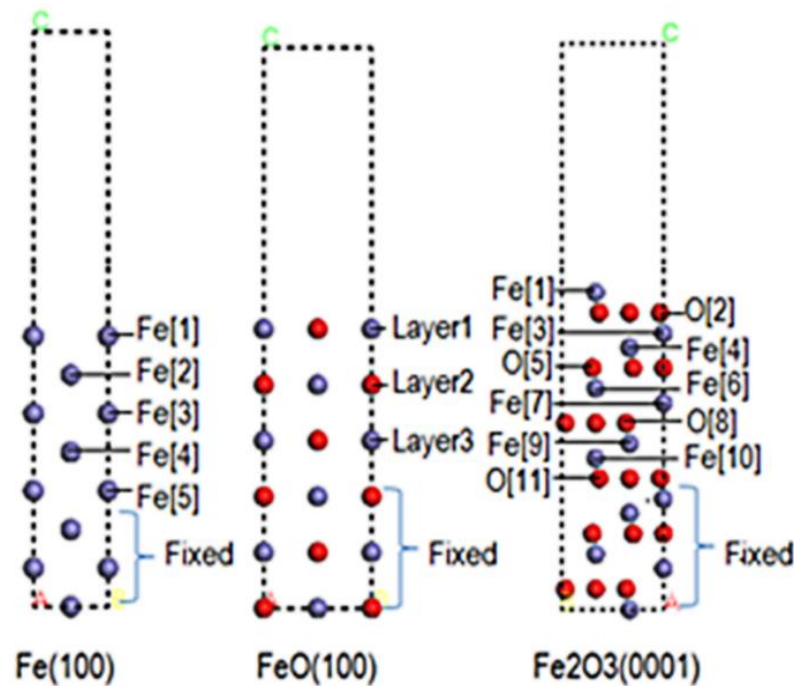 C
C
C
Fe[1]
Fe[2]
Fe[3]
Fe[4]
Fe[5]
Fixed
A
B
Fe(100)
Layer1
Layer2
Layer3
Fixed
A
FeO(100)
Fe[1]
O[2]
Fe[3]
Fe[4]
O[5]
Fe[6]
Fe[7]
O[8]
Fe[9]
Fe[10]
O[11]
Fixed
A
Fe2O3(0001)